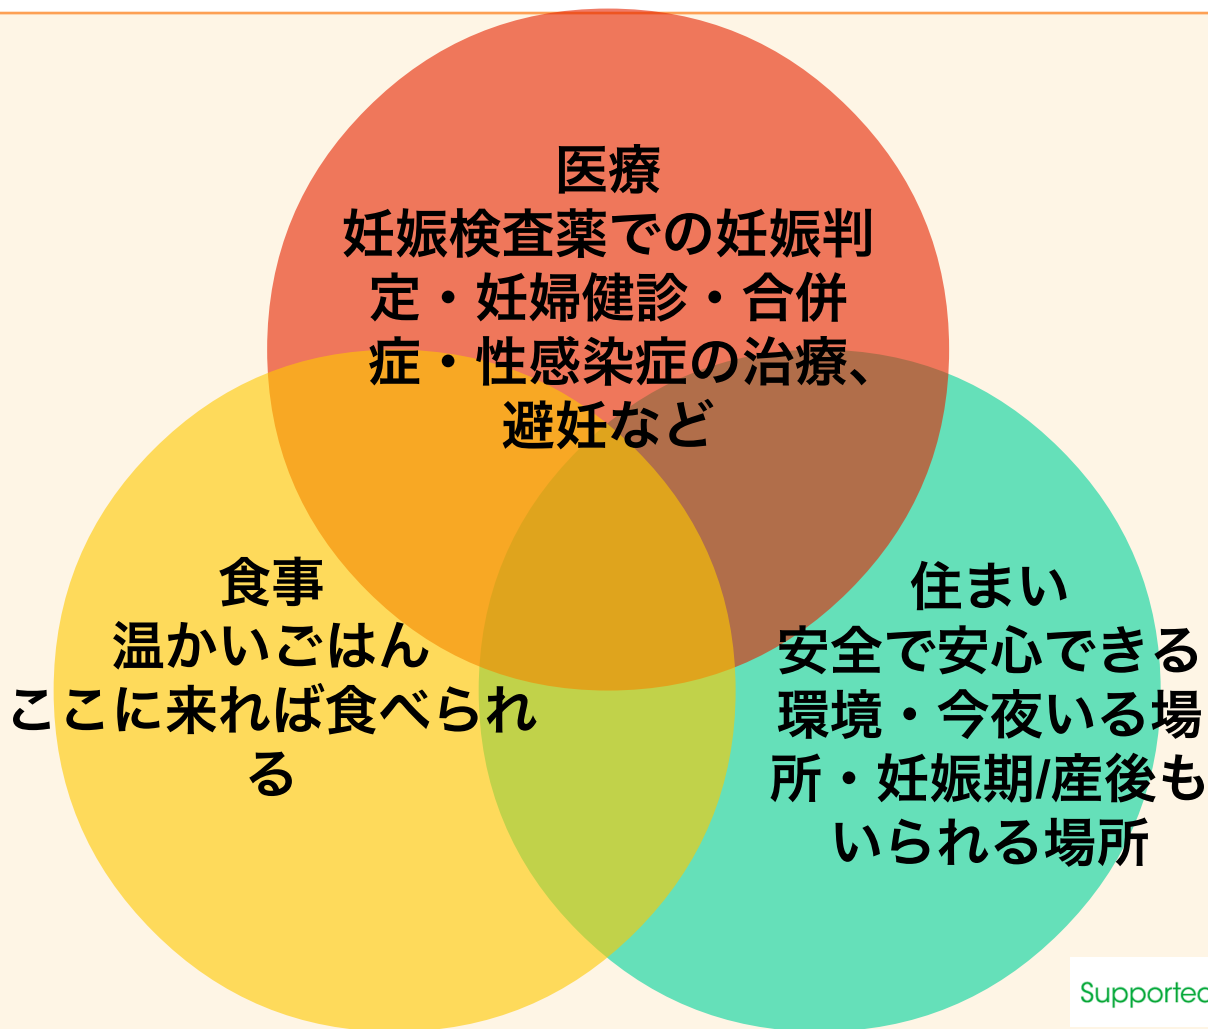 医療
妊娠検査薬での妊娠判
定・妊婦健診・合併
症・性感染症の治療、
避妊など
食事
温かいごはん
ここに来れば食べられ
る
住まい
安全で安心できる
環境・今夜いる場
所・妊娠期/産後も
いられる場所
Supported